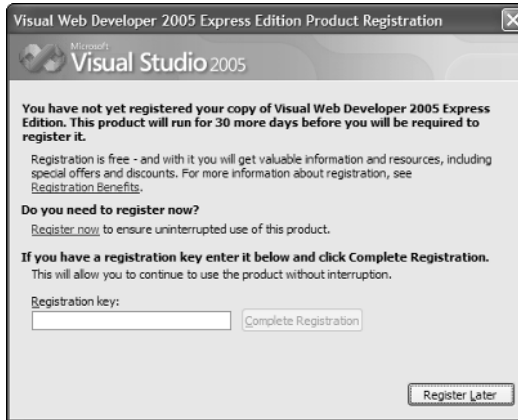 Visual Web Developer 2005 Express Edition Product Registration
Microsoft
Visual Studio 2005
You have not yet registered your copy of Visual Web Developer 2005 Express
Edition. This product will run for 30 more days before you will be required to
register it.
Registration is free - and with it you will get valuable information and resources, including
special offers and discounts. For more information about registration, see
Registration Benefits.
Do you need to register now?
Register now to ensure uninterrupted use of this product.
If you have a registration key enter it below and click Complete Registration.
This will allow you to continue to use the product without interruption.
Registration key:
Complete Registration
Register Later